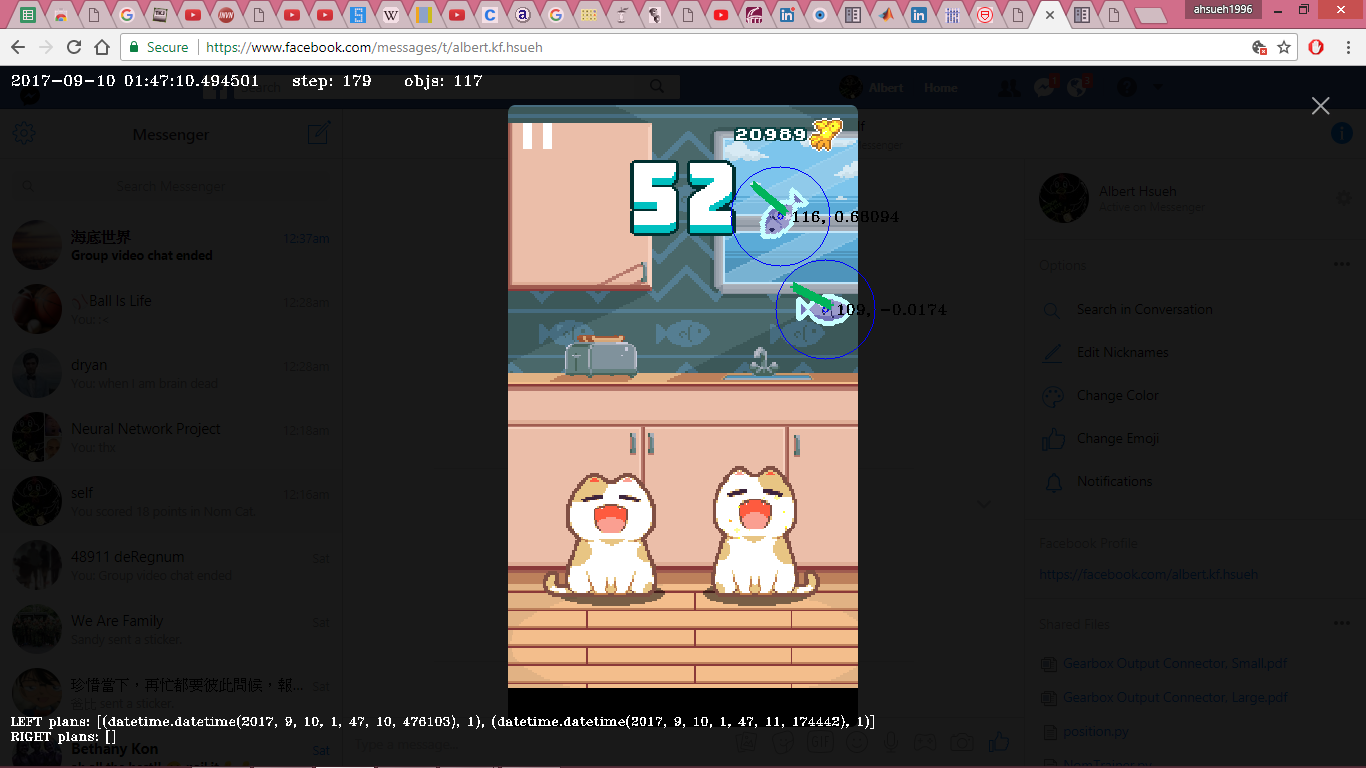 ahsueh1996
Secure https://www.facebook.com/messages/t/albert.kf.hsueh
2017-09-10 01:47:10.494501 step: 179 objs: 117
Albert Home
Messenger
Search Messenger
海底世界 12:37am
Group video chat ended
Ball Is Life 12:28am
dryan 12:28am
You: when I am brain dead
Neural Network Project 12:18am
You: thx
self 12:16am
You scored 18 points in Nom Cat.
48911 deRegnum Sat
You: Group video chat ended
We Are Family Sat
Sandy sent a sticker.
珍惜當下，再忙都要彼此問候，報... Sat
Bethany Kon Sat
20989
52
116, 0.68094
109, -0.0174
Albert Hsueh
Active on Messenger
Options
Search in Conversation
Edit Nicknames
Change Color
Change Emoji
Notifications
Facebook Profile
https://facebook.com/albert.kf.hsueh
Shared Files
Gearbox Output Connector, Small.pdf
Gearbox Output Connector, Large.pdf
position.py
NomTrainer.py
Type a message...
GIF
LEFT plans: [(datetime.datetime(2017, 9, 10, 1, 47, 10, 476103), 1), (datetime.datetime(2017, 9, 10, 1, 47, 11, 174442), 1)]
RIGET plans: []